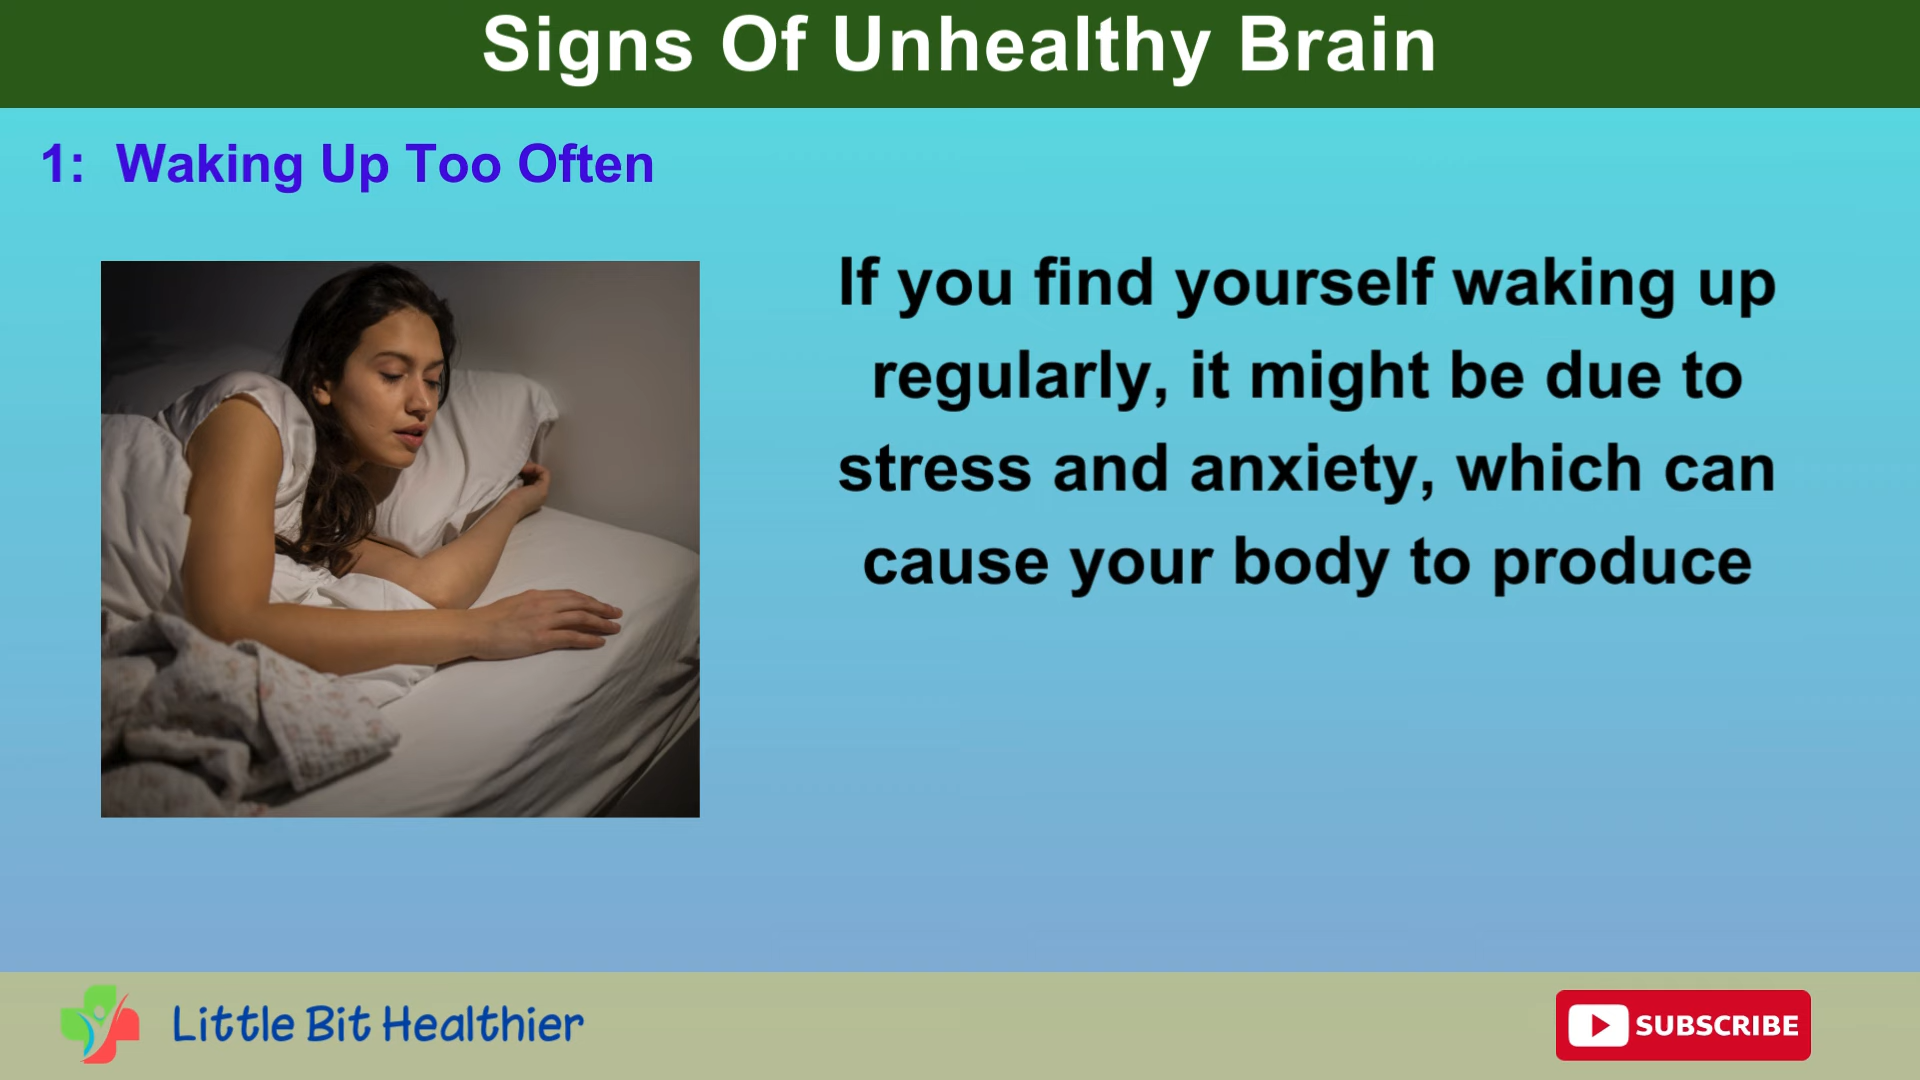 Signs Of Unhealthy Brain
1: Waking Up Too Often
If you find yourself waking up
regularly, it might be due to
stress and anxiety, which can
cause your body to produce
Little Bit Healthier
SUBSCRIBE